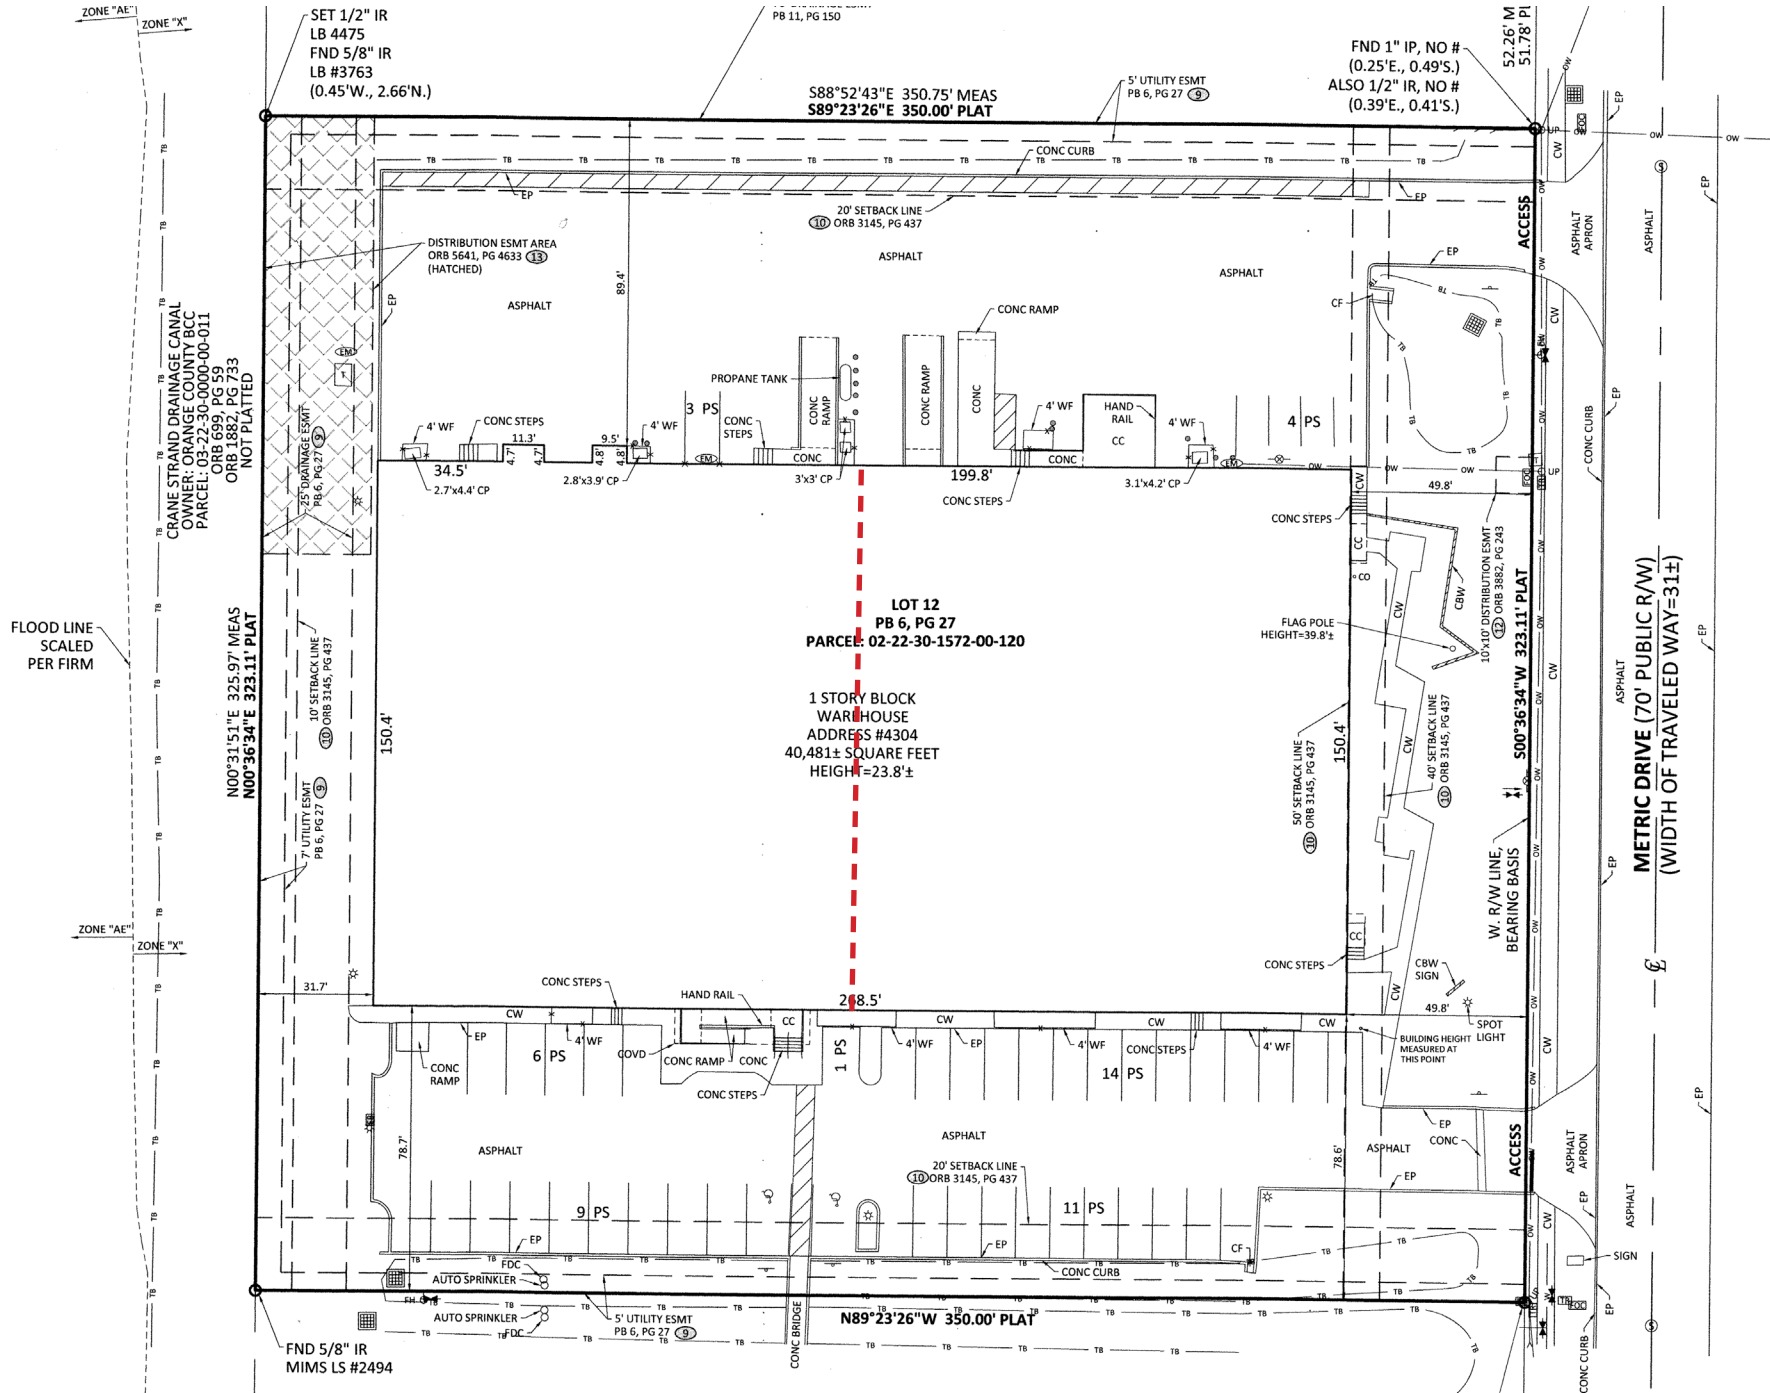 ZONE "AE"
ZONE "X"
SET 1/2" IR
LB 4475
FND 5/8" IR
LB #3763
(0.45'W., 2.66'N.)
PB 11, PG 150
S88°52'43"E 350.75' MEAS
S89°23'26"E 350.00' PLAT
5' UTILITY ESMT
PB 6, PG 27 9
FND 1" IP, NO #
(0.25'E., 0.49'S.)
ALSO 1/2" IR, NO #
(0.39'E., 0.41'S.)
52.26' M
51.78' PL
CONC CURB
EP
20' SETBACK LINE
10 ORB 3145, PG 437
DISTRIBUTION ESMT AREA
ORB 5641, PG 4633 13
(HATCHED)
ASPHALT
ASPHALT
ASPHALT
89.4'
EP
EP
EP
ACCESS
ASPHALT
APRON
ASPHALT
CF
CONC RAMP
PROPANE TANK
CONC
RAMP
CONC RAMP
CONC
3 PS
4 PS
HAND
RAIL
CC
4' WF
CONC STEPS
4' WF
CONC
STEPS
CONC
4' WF
CONC
4' WF
11.3'
4.7'
4.7'
9.5'
4.8'
4.8'
34.5'
2.7'x4.4' CP
2.8'x3.9' CP
3'x3' CP
199.8'
CONC STEPS
3.1'x4.2' CP
CONC STEPS
EM
EM
EM
T
49.8'
CW
CC
CO
CBW
CW
CRANE STRAND DRAINAGE CANAL
OWNER: ORANGE COUNTY BCC
PARCEL: 03-22-30-0000-00-011
ORB 699, PG 59
ORB 1882, PG 733
NOT PLATTED
25' DRAINAGE ESMT
PB 6, PG 27 9
FLOOD LINE
SCALED
PER FIRM
N00°31'51"E 325.97' MEAS
N00°36'34"E 323.11' PLAT
10' SETBACK LINE
10 ORB 3145, PG 437
7' UTILITY ESMT
PB 6, PG 27 9
150.4'
LOT 12
PB 6, PG 27
PARCEL: 02-22-30-1572-00-120
1 STORY BLOCK
WAREHOUSE
ADDRESS #4304
40,481± SQUARE FEET
HEIGHT=23.8'±
FLAG POLE
HEIGHT=39.8'±
10'x10' DISTRIBUTION ESMT
12 ORB 3882, PG 243
50' SETBACK LINE
10 ORB 3145, PG 437
150.4'
40' SETBACK LINE
10 ORB 3145, PG 437
CW
S00°36'34"W 323.11' PLAT
W. R/W LINE,
BEARING BASIS
CONC CURB
METRIC DRIVE (70' PUBLIC R/W)
(WIDTH OF TRAVELED WAY=31±)
ASPHALT
EP
ZONE "AE"
ZONE "X"
31.7'
CONC STEPS
HAND RAIL
268.5'
CC
CONC STEPS
CBW
SIGN
49.8'
SPOT
LIGHT
BUILDING HEIGHT
MEASURED AT
THIS POINT
CW
EP
6 PS
4' WF
COVD
CONC RAMP
CONC
CC
1 PS
4' WF
CW
EP
4' WF
CW
CONC STEPS
4' WF
CW
CONC
RAMP
CONC STEPS
14 PS
78.7'
ASPHALT
ASPHALT
78.6'
ASPHALT
EP
CONC
EP
ACCESS
ASPHALT
APRON
ASPHALT
20' SETBACK LINE
10 ORB 3145, PG 437
9 PS
11 PS
EP
EP
CF
FDC
AUTO SPRINKLER
AUTO SPRINKLER
FDC
FH
CONC CURB
5' UTILITY ESMT
PB 6, PG 27 9
CONC BRIDGE
N89°23'26"W 350.00' PLAT
SIGN
CONC CURB
FND 5/8" IR
MIMS LS #2494